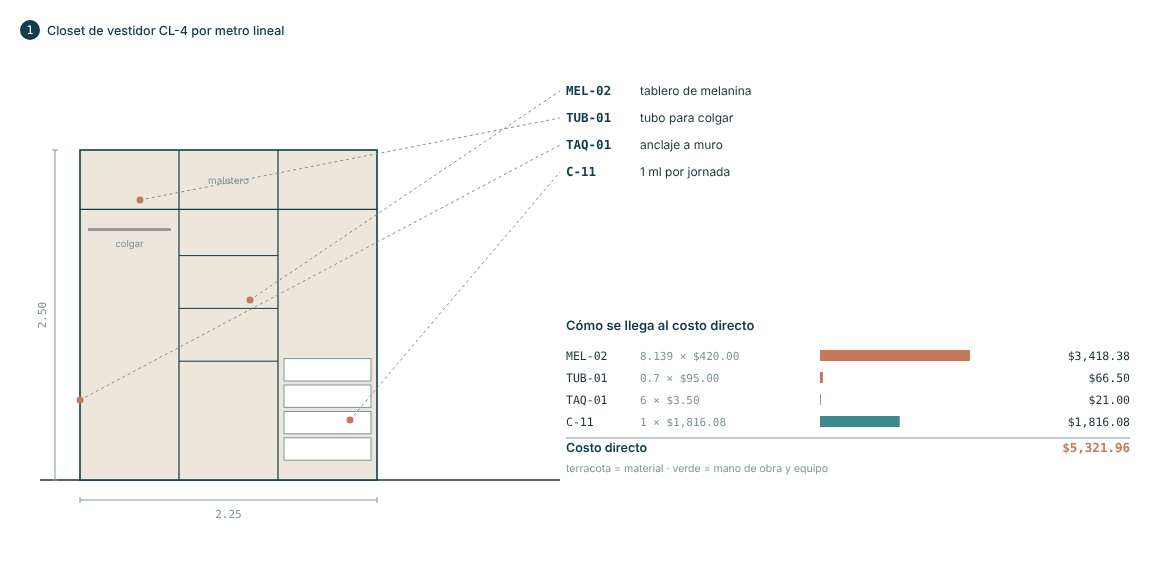 1 Closet de vestidor CL-4 por metro lineal
MEL-02 tablero de melanina
TUB-01 tubo para colgar
TAQ-01 anclaje a muro
C-11 1 ml por jornada
maletero
colgar
2.50
2.25
Cómo se llega al costo directo
MEL-02 8.139 × $420.00 $3,418.38
TUB-01 0.7 × $95.00 $66.50
TAQ-01 6 × $3.50 $21.00
C-11 1 × $1,816.08 $1,816.08
Costo directo $5,321.96
terracota = material · verde = mano de obra y equipo